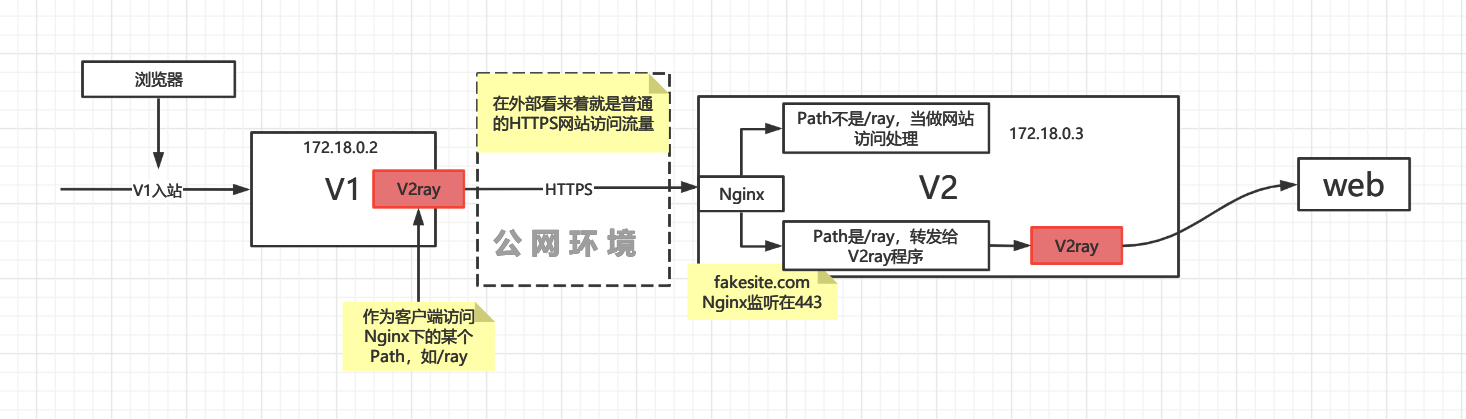 浏览器
V1入站
172.18.0.2
V1
V2ray
作为客户端访问
Nginx下的某个
Path，如/ray
在外部看来着就是普通
的HTTPS网站访问流量
HTTPS
公网环境
Nginx
Path不是/ray，当做网站
访问处理
172.18.0.3
V2
Path是/ray，转发给
V2ray程序
V2ray
fakesite.com
Nginx监听在443
web